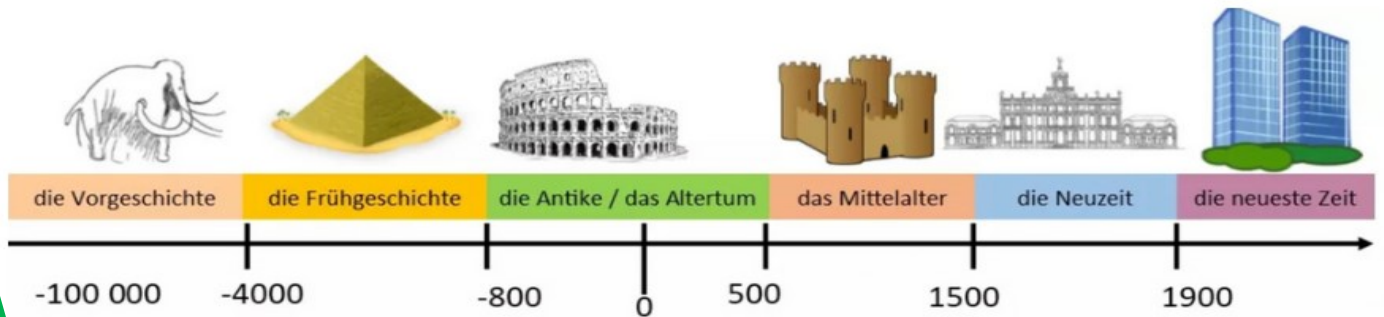 die Vorgeschichte die Frühgeschichte die Antike / das Altertum das Mittelalter die Neuzeit die neueste Zeit
-100 000 -4000 -800 0 500 1500 1900